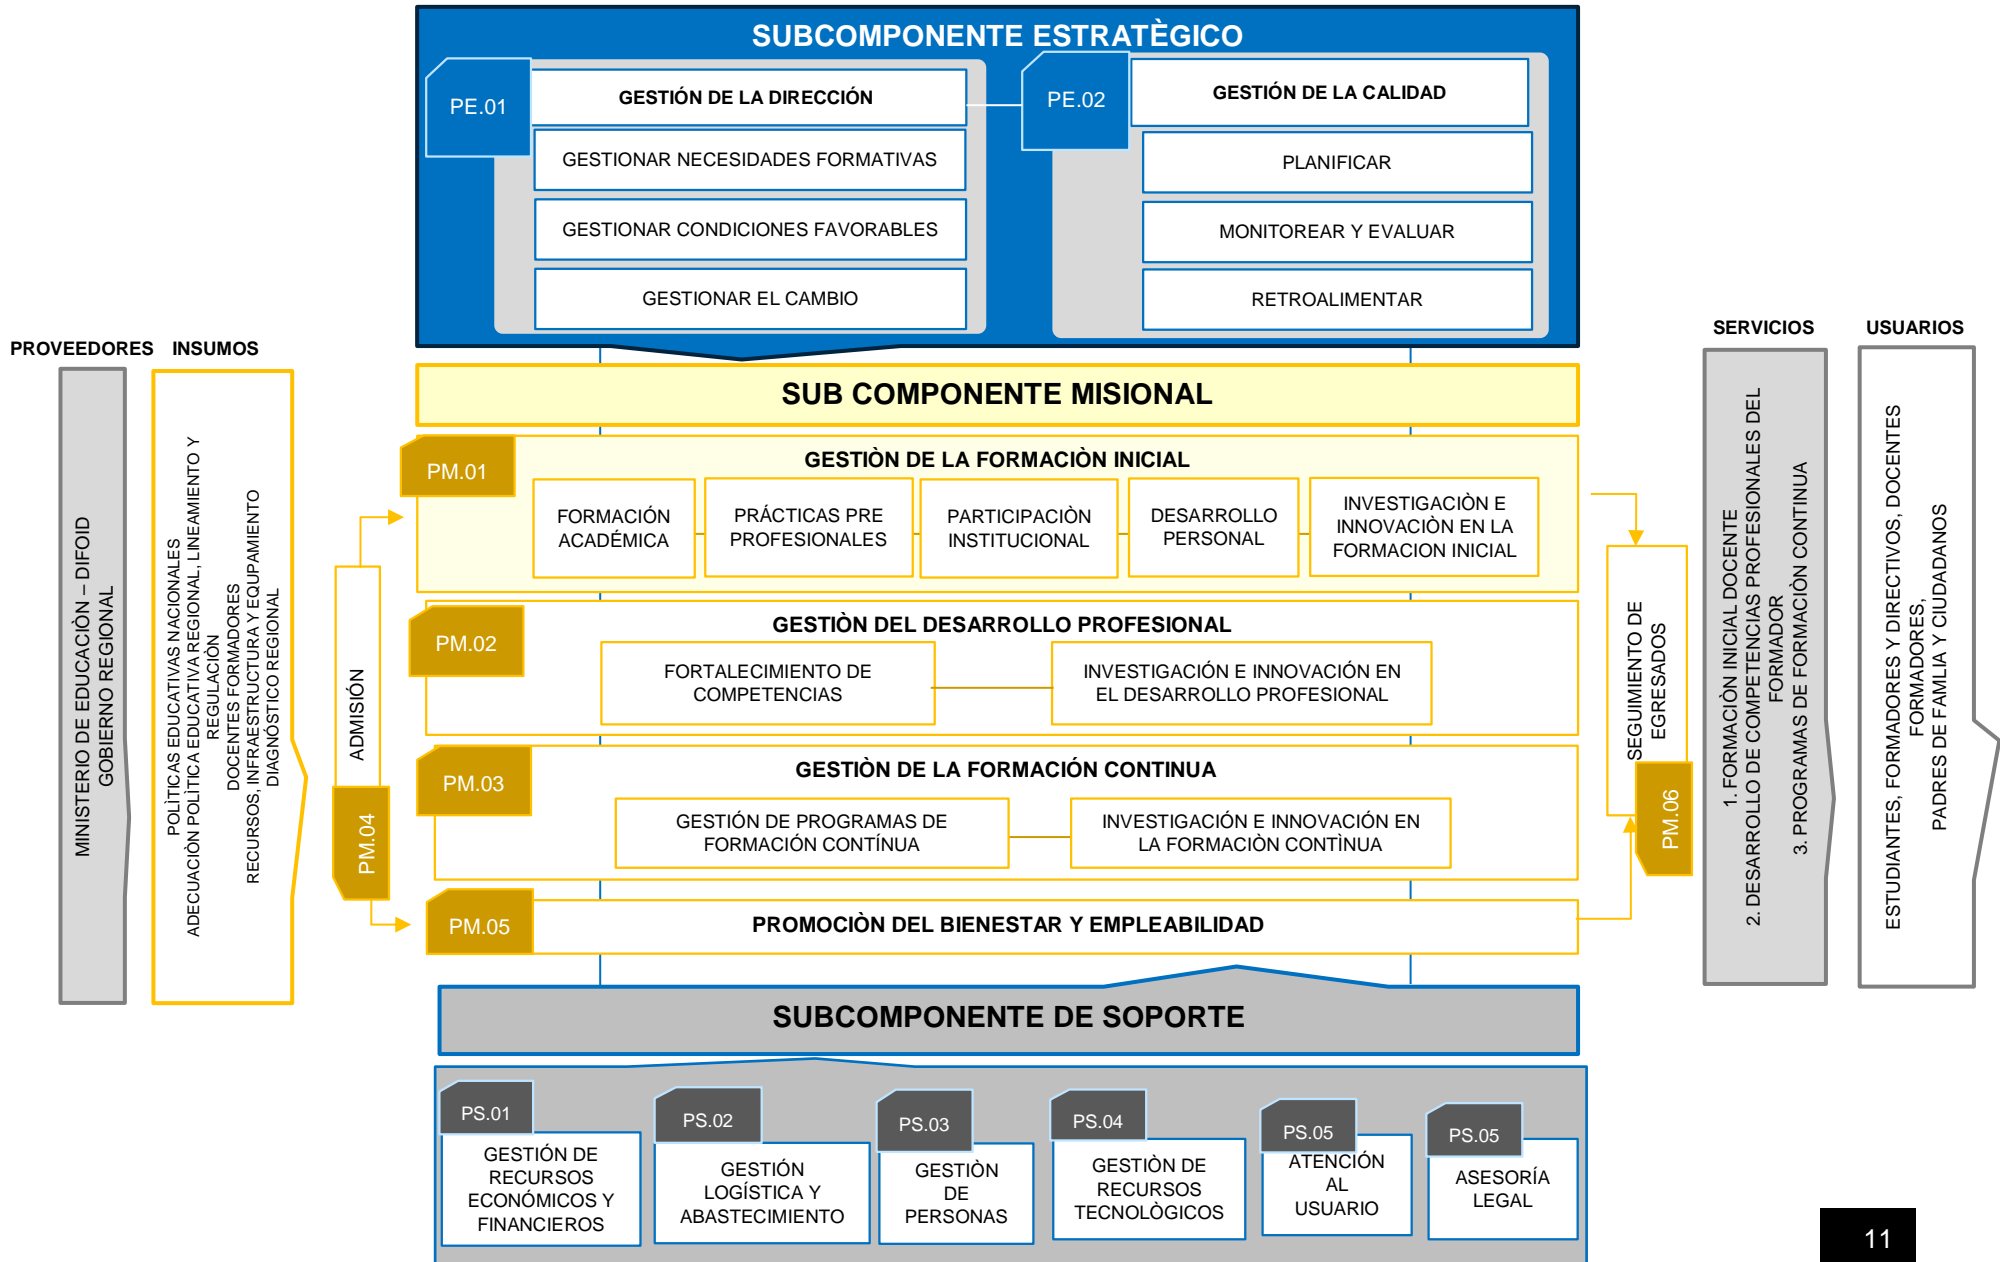 SUBCOMPONENTE ESTRATÈGICO
PE.01
GESTIÓN DE LA DIRECCIÓN
GESTIONAR NECESIDADES FORMATIVAS
GESTIONAR CONDICIONES FAVORABLES
GESTIONAR EL CAMBIO
PE.02
GESTIÓN DE LA CALIDAD
PLANIFICAR
MONITOREAR Y EVALUAR
RETROALIMENTAR
PROVEEDORES
MINISTERIO DE EDUCACIÒN – DIFOID
GOBIERNO REGIONAL
INSUMOS
POLÌTICAS EDUCATIVAS NACIONALES
ADECUACIÒN POLÌTICA EDUCATIVA REGIONAL, LINEAMIENTO Y
REGULACIÒN
DOCENTES FORMADORES
RECURSOS, INFRAESTRUCTURA Y EQUPAMIENTO
DIAGNÓSTICO REGIONAL
ADMISIÓN
PM.04
SUB COMPONENTE MISIONAL
PM.01
GESTIÒN DE LA FORMACIÒN INICIAL
FORMACIÓN
ACADÉMICA
PRÁCTICAS PRE
PROFESIONALES
PARTICIPACIÒN
INSTITUCIONAL
DESARROLLO
PERSONAL
INVESTIGACIÒN E
INNOVACIÒN EN LA
FORMACION INICIAL
PM.02
GESTIÒN DEL DESARROLLO PROFESIONAL
FORTALECIMIENTO DE
COMPETENCIAS
INVESTIGACIÓN E INNOVACIÓN EN
EL DESARROLLO PROFESIONAL
PM.03
GESTIÒN DE LA FORMACIÓN CONTINUA
GESTIÓN DE PROGRAMAS DE
FORMACIÓN CONTÍNUA
INVESTIGACIÓN E INNOVACIÓN EN
LA FORMACIÒN CONTÌNUA
PM.05
PROMOCIÒN DEL BIENESTAR Y EMPLEABILIDAD
SEGUIMIENTO DE
EGRESADOS
PM.06
SERVICIOS
1. FORMACIÒN INICIAL DOCENTE
2. DESARROLLO DE COMPETENCIAS PROFESIONALES DEL
FORMADOR
3. PROGRAMAS DE FORMACIÒN CONTINUA
USUARIOS
ESTUDIANTES, FORMADORES Y DIRECTIVOS, DOCENTES
FORMADORES,
PADRES DE FAMLIA Y CIUDADANOS
SUBCOMPONENTE DE SOPORTE
PS.01
GESTIÓN DE
RECURSOS
ECONÓMICOS Y
FINANCIEROS
PS.02
GESTIÓN
LOGÍSTICA Y
ABASTECIMIENTO
PS.03
GESTIÒN
DE
PERSONAS
PS.04
GESTIÒN DE
RECURSOS
TECNOLÒGICOS
PS.05
ATENCIÓN
AL
USUARIO
PS.05
ASESORÍA
LEGAL
11